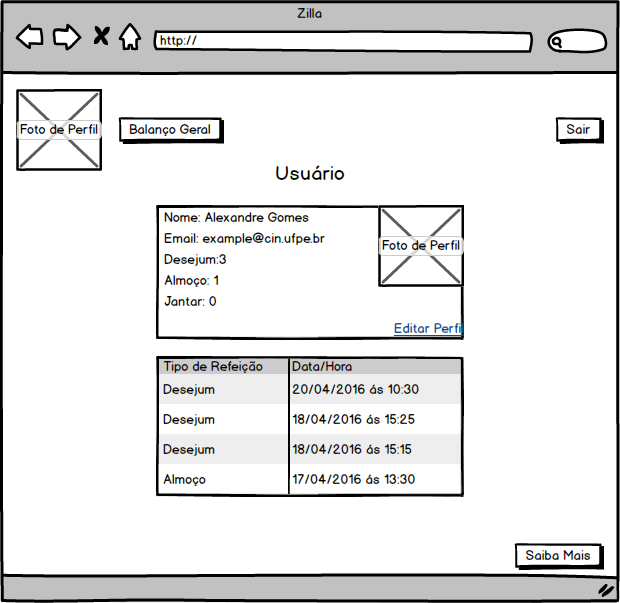 Zilla
http://
Foto de Perfil
Balanço Geral
Sair
Usuário
Nome: Alexandre Gomes
Email: example@cin.ufpe.br
Desejum:3
Almoço: 1
Jantar: 0
Foto de Perfil
Editar Perfil
Tipo de Refeição Data/Hora
Desejum 20/04/2016 ás 10:30
Desejum 18/04/2016 ás 15:25
Desejum 18/04/2016 ás 15:15
Almoço 17/04/2016 ás 13:30
Saiba Mais